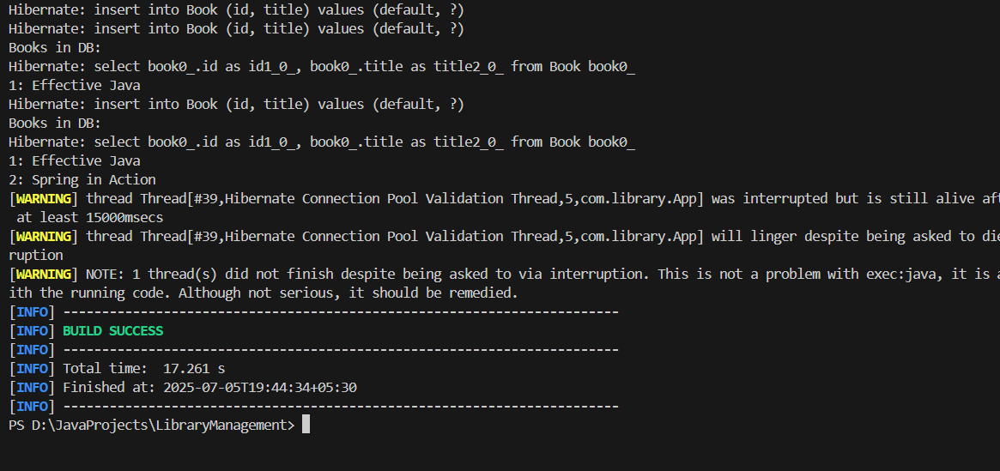 Hibernate: insert into Book (id, title) values (default, ?)
Hibernate: insert into Book (id, title) values (default, ?)
Books in DB:
Hibernate: select book0_.id as id1_0_, book0_.title as title2_0_ from Book book0_
1: Effective Java
Hibernate: insert into Book (id, title) values (default, ?)
Books in DB:
Hibernate: select book0_.id as id1_0_, book0_.title as title2_0_ from Book book0_
1: Effective Java
2: Spring in Action
[WARNING] thread Thread[#39,Hibernate Connection Pool Validation Thread,5,com.library.App] was interrupted but is still alive aft
at least 15000msecs
[WARNING] thread Thread[#39,Hibernate Connection Pool Validation Thread,5,com.library.App] will linger despite being asked to die
ruption
[WARNING] NOTE: 1 thread(s) did not finish despite being asked to via interruption. This is not a problem with exec:java, it is a
ith the running code. Although not serious, it should be remedied.
[INFO] ------------------------------------------------------------------------
[INFO] BUILD SUCCESS
[INFO] ------------------------------------------------------------------------
[INFO] Total time:  17.261 s
[INFO] Finished at: 2025-07-05T19:44:34+05:30
[INFO] ------------------------------------------------------------------------
PS D:\JavaProjects\LibraryManagement>